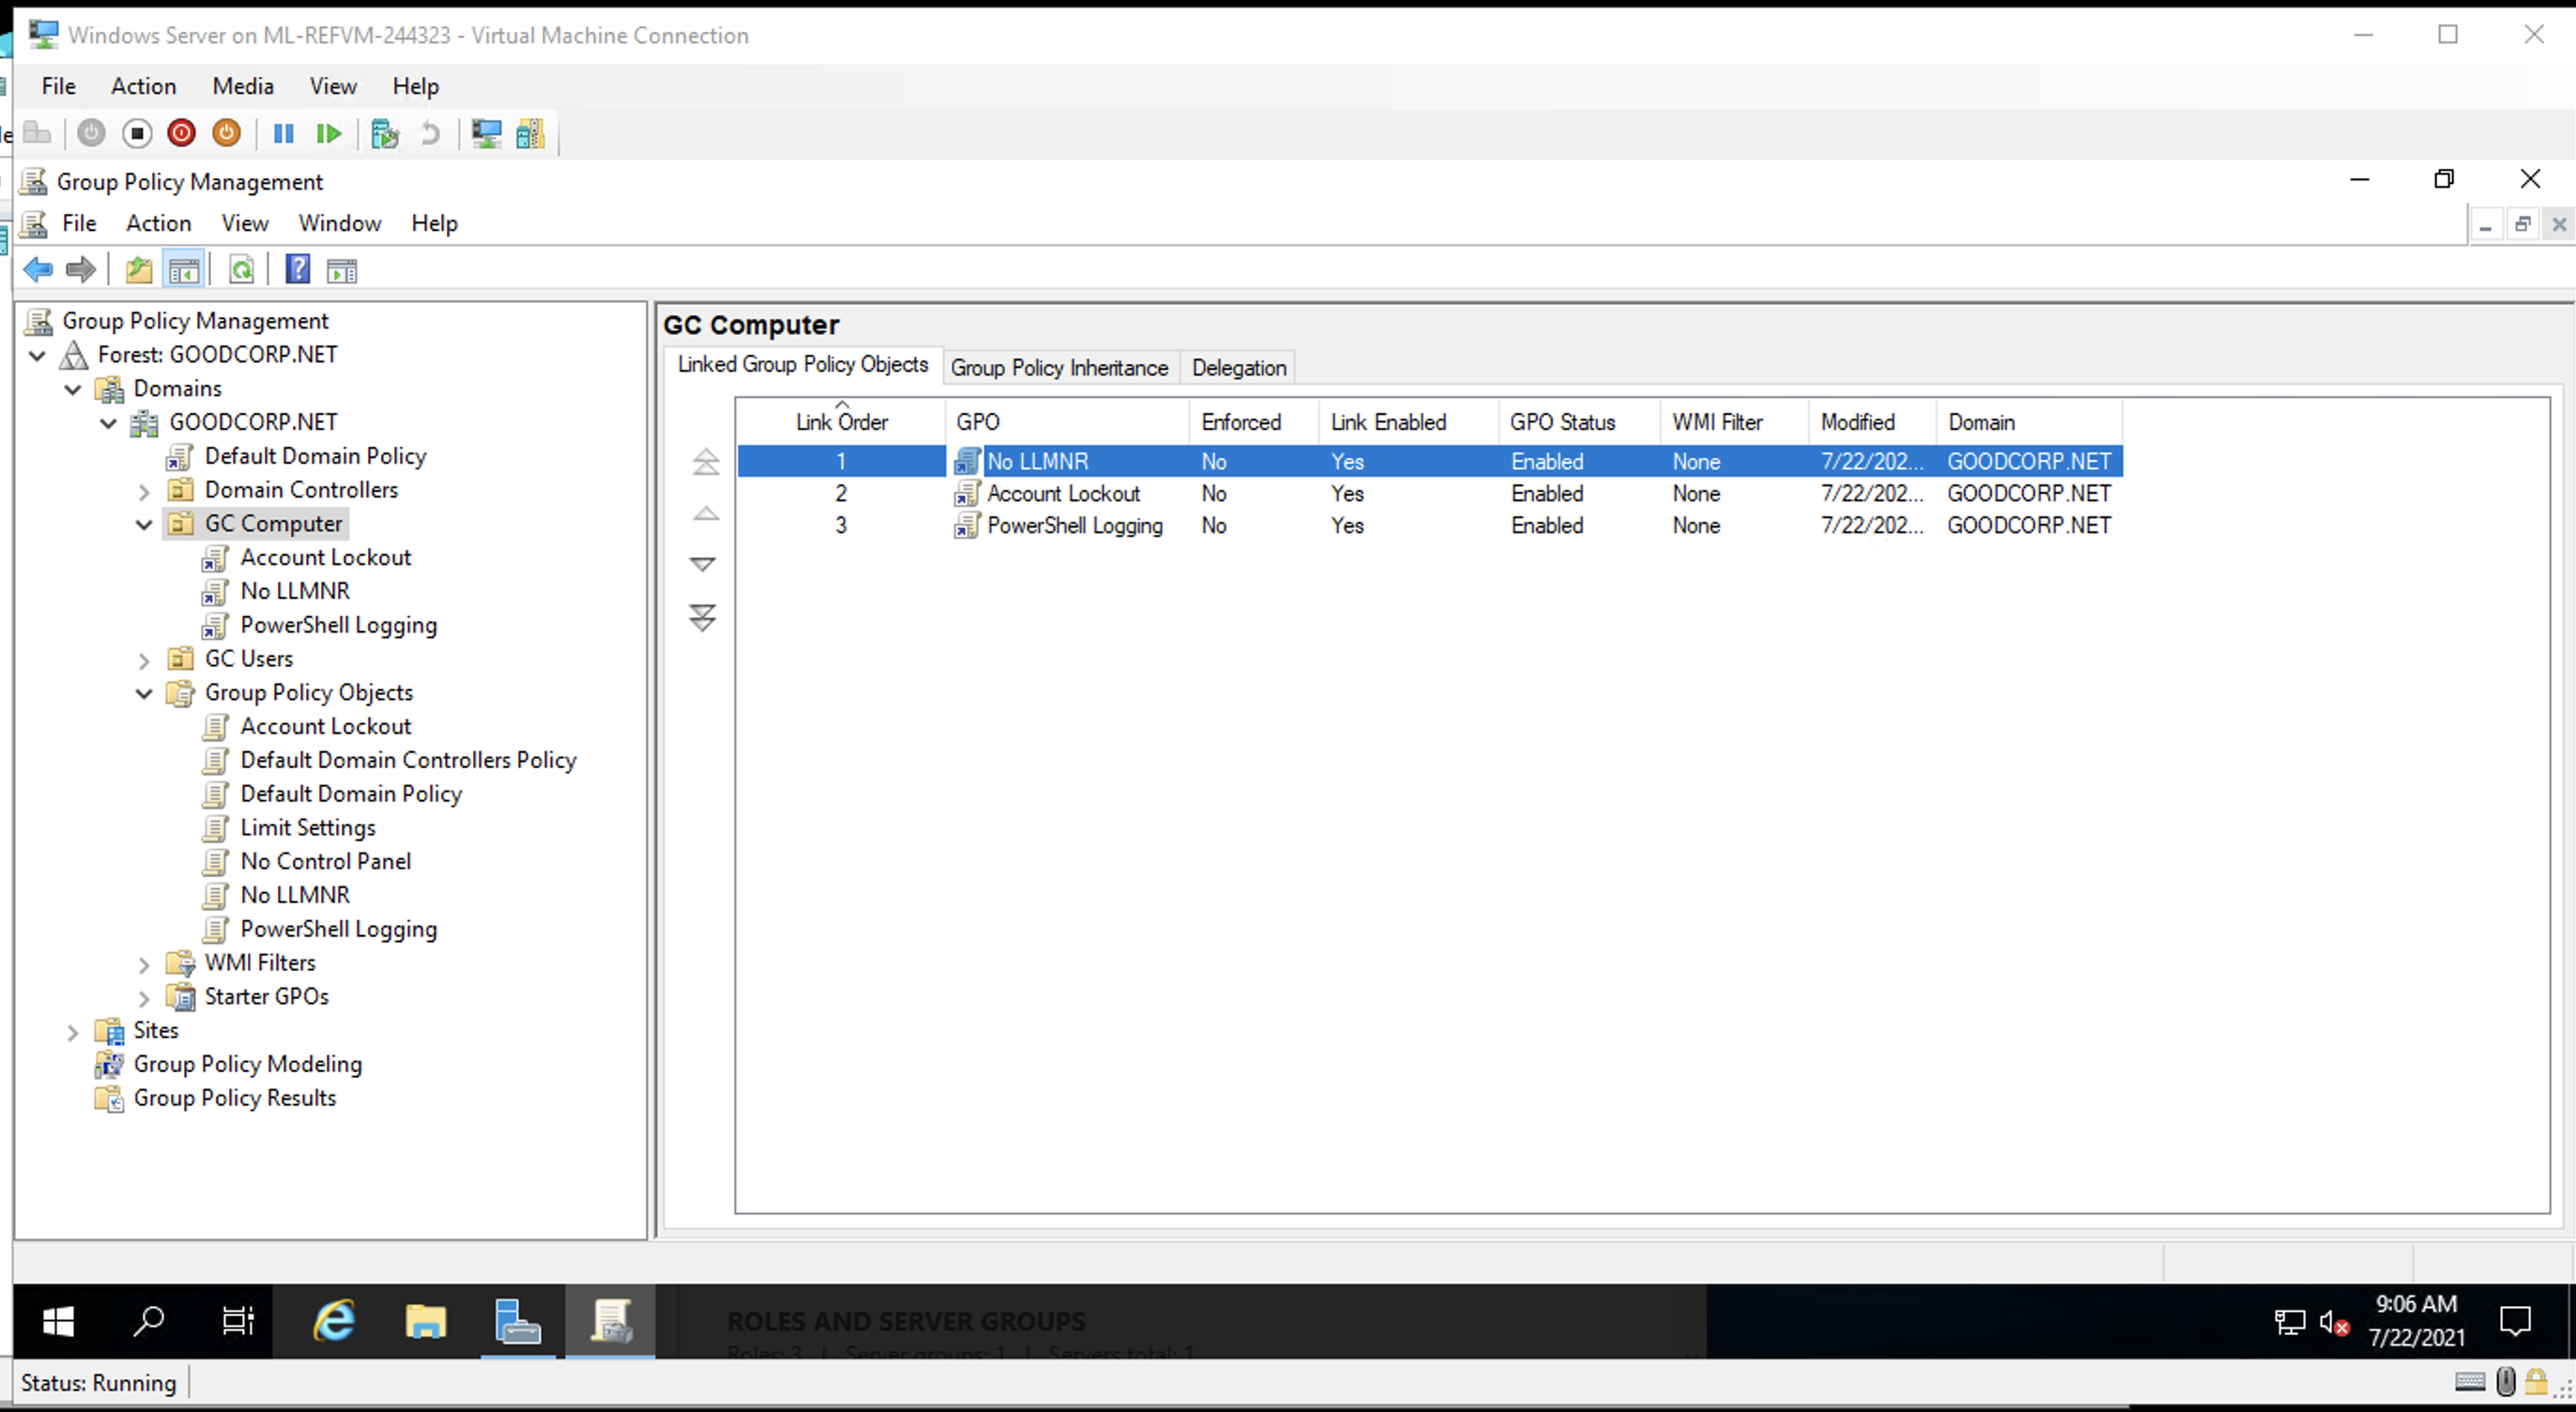 Windows Server on ML-REFVM-244323 - Virtual Machine Connection
File Action Media View Help
Group Policy Management
File Action View Window Help
Group Policy Management
Forest: GOODCORP.NET
Domains
GOODCORP.NET
Default Domain Policy
Domain Controllers
GC Computer
Account Lockout
No LLMNR
PowerShell Logging
GC Users
Group Policy Objects
Account Lockout
Default Domain Controllers Policy
Default Domain Policy
Limit Settings
No Control Panel
No LLMNR
PowerShell Logging
WMI Filters
Starter GPOs
Sites
Group Policy Modeling
Group Policy Results
GC Computer
Linked Group Policy Objects Group Policy Inheritance Delegation
Link Order GPO Enforced Link Enabled GPO Status WMI Filter Modified Domain
1 No LLMNR No Yes Enabled None 7/22/202... GOODCORP.NET
2 Account Lockout No Yes Enabled None 7/22/202... GOODCORP.NET
3 PowerShell Logging No Yes Enabled None 7/22/202... GOODCORP.NET
ROLES AND SERVER GROUPS
Roles: 3 | Server groups: 1 | Servers total: 1
9:06 AM
7/22/2021
Status: Running